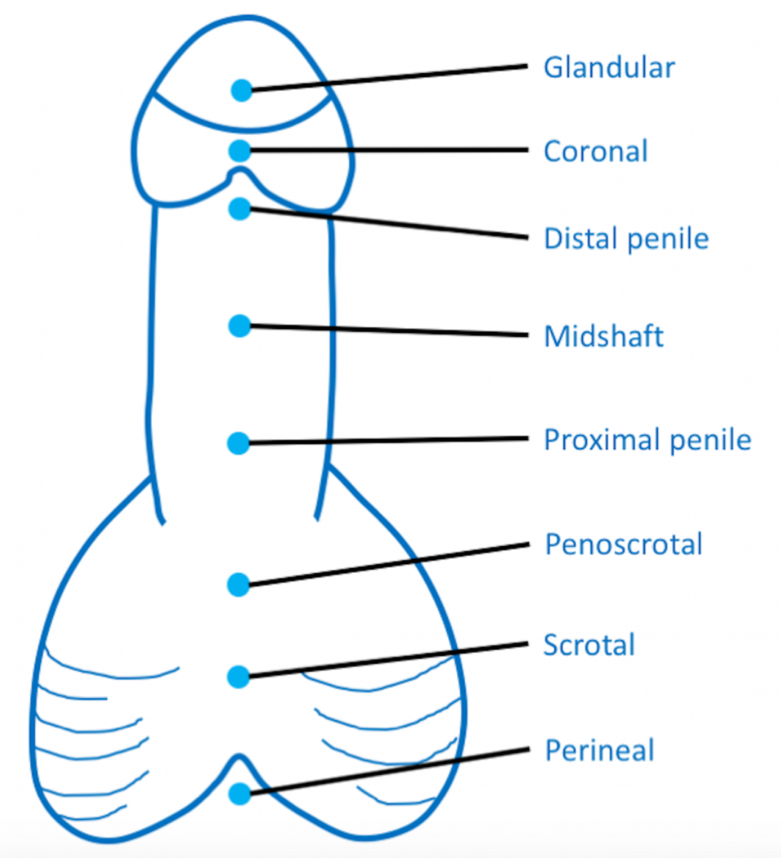 Glandular
Coronal
Distal penile
Midshaft
Proximal penile
Penoscrotal
Scrotal
Perineal